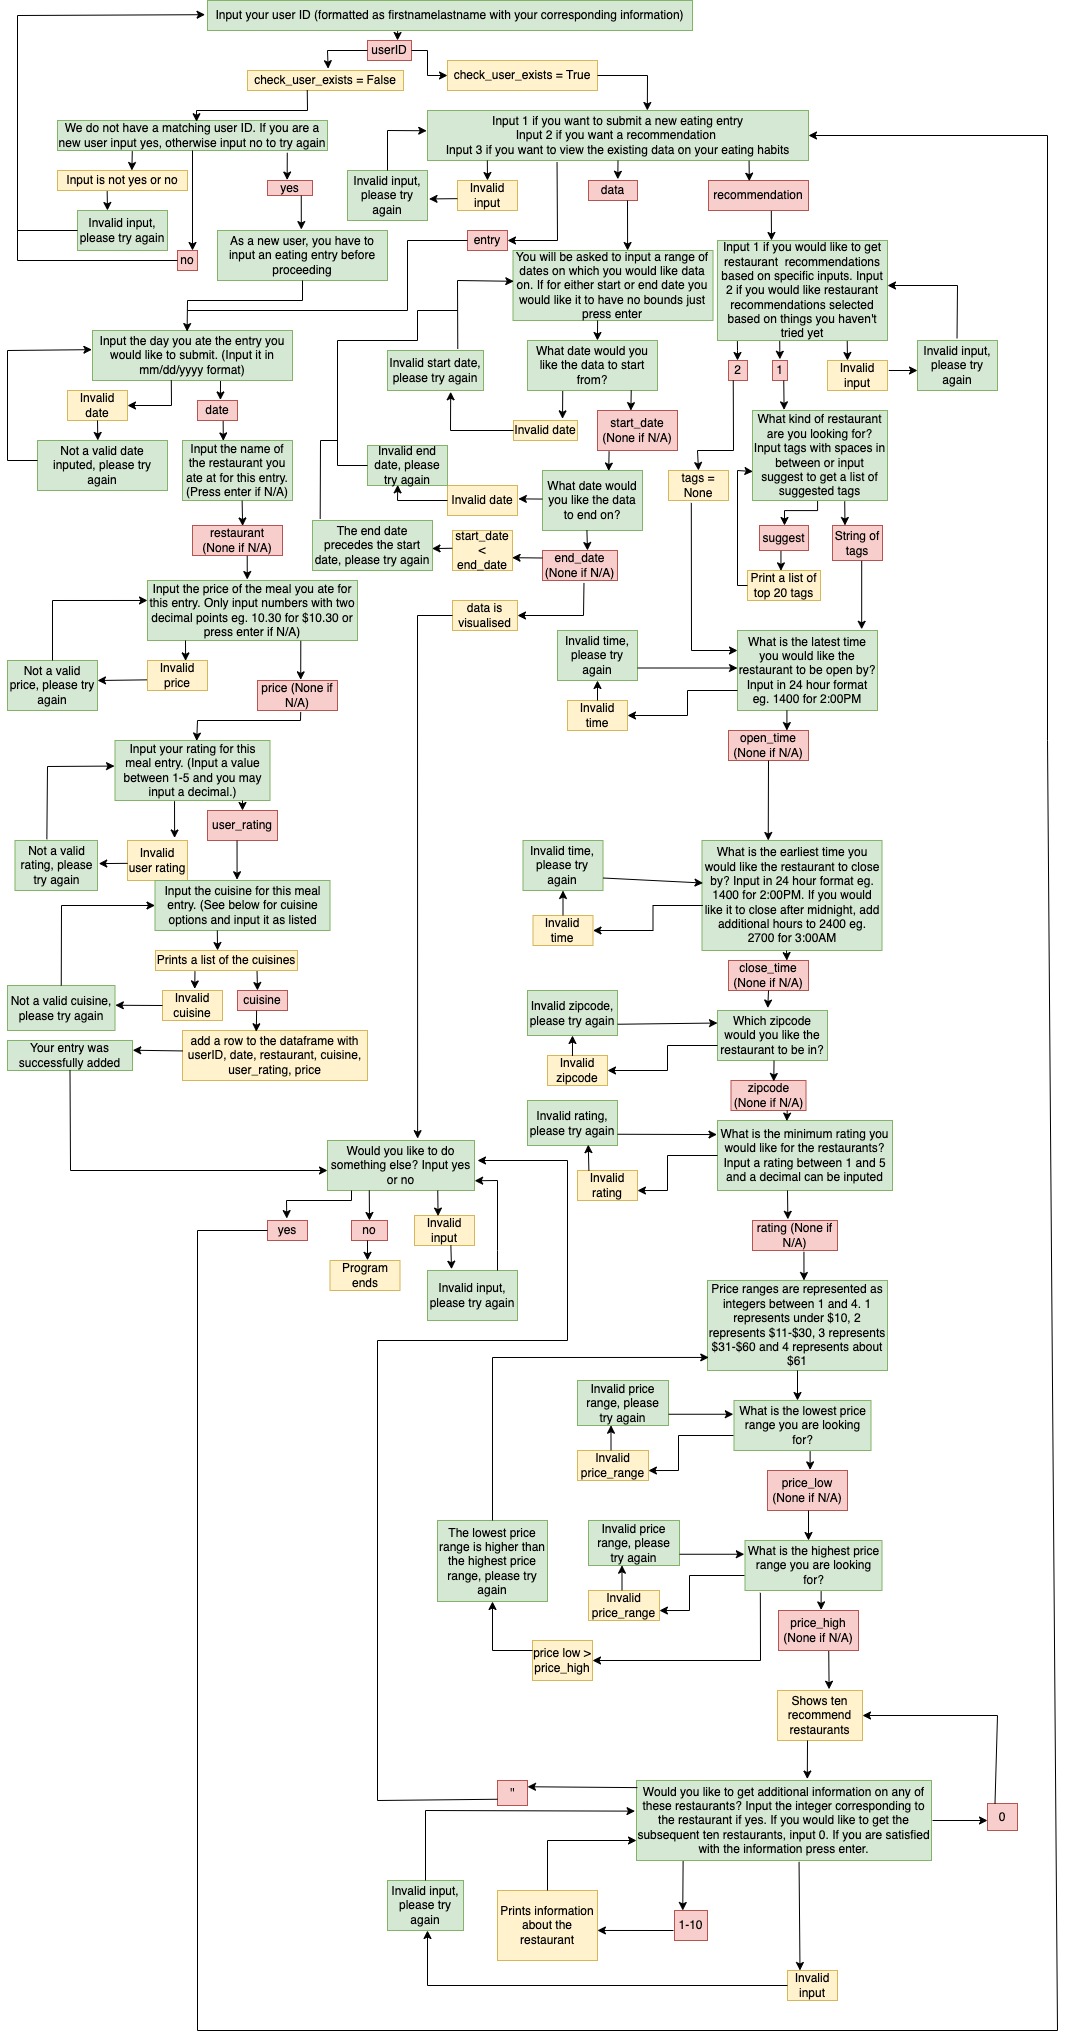 Input your user ID (formatted as firstnamelastname with your corresponding information)
userID
check_user_exists = False
check_user_exists = True
We do not have a matching user ID. If you are a
new user input yes, otherwise input no to try again
Input is not yes or no
Invalid input,
please try again
no
yes
As a new user, you have to
input an eating entry before
proceeding
Input 1 if you want to submit a new eating entry
Input 2 if you want a recommendation
Input 3 if you want to view the existing data on your eating habits
Invalid input,
please try
again
Invalid
input
entry
data
recommendation
Input the day you ate the entry you
would like to submit. (Input it in
mm/dd/yyyy format)
Invalid
date
date
Not a valid date
inputed, please try
again
Input the name of
the restaurant you
ate at for this entry.
(Press enter if N/A)
restaurant
(None if N/A)
Input the price of the meal you ate for
this entry. Only input numbers with two
decimal points eg. 10.30 for $10.30 or
press enter if N/A)
Not a valid
price, please try
again
Invalid
price
price (None if
N/A)
Input your rating for this
meal entry. (Input a value
between 1-5 and you may
input a decimal.)
user_rating
Not a valid
rating, please
try again
Invalid
user rating
Input the cuisine for this meal
entry. (See below for cuisine
options and input it as listed
Prints a list of the cuisines
Not a valid cuisine,
please try again
Invalid
cuisine
cuisine
add a row to the dataframe with
userID, date, restaurant, cuisine,
user_rating, price
Your entry was
successfully added
You will be asked to input a range of
dates on which you would like data
on. If for either start or end date you
would like it to have no bounds just
press enter
Invalid start date,
please try again
What date would you
like the data to start
from?
Invalid date
start_date
(None if N/A)
Invalid end
date, please
try again
Invalid date
What date would
you like the data
to end on?
The end date
precedes the start
date, please try again
start_date
<
end_date
end_date
(None if N/A)
data is
visualised
Input 1 if you would like to get
restaurant  recommendations
based on specific inputs. Input
2 if you would like restaurant
recommendations selected
based on things you haven't
tried yet
2
1
Invalid
input
Invalid input,
please try
again
What kind of restaurant
are you looking for?
Input tags with spaces in
between or input
suggest to get a list of
suggested tags
tags =
None
suggest
String of
tags
Print a list of
top 20 tags
Invalid time,
please try
again
Invalid
time
What is the latest time
you would like the
restaurant to be open by?
Input in 24 hour format
eg. 1400 for 2:00PM
open_time
(None if N/A)
Invalid time,
please try
again
Invalid
time
What is the earliest time you
would like the restaurant to close
by? Input in 24 hour format eg.
1400 for 2:00PM. If you would
like it to close after midnight, add
additional hours to 2400 eg.
2700 for 3:00AM
close_time
(None if N/A)
Invalid zipcode,
please try again
Invalid
zipcode
Which zipcode
would you like the
restaurant to be in?
zipcode
(None if N/A)
Invalid rating,
please try again
Invalid
rating
What is the minimum rating you
would like for the restaurants?
Input a rating between 1 and 5
and a decimal can be inputed
rating (None if
N/A)
Would you like to do
something else? Input yes
or no
yes
no
Invalid
input
Program
ends
Invalid input,
please try again
Price ranges are represented as
integers between 1 and 4. 1
represents under $10, 2
represents $11-$30, 3 represents
$31-$60 and 4 represents about
$61
Invalid price
range, please
try again
Invalid
price_range
What is the lowest price
range you are looking
for?
price_low
(None if N/A)
The lowest price
range is higher than
the highest price
range, please try
again
Invalid price
range, please
try again
Invalid
price_range
What is the highest price
range you are looking
for?
price_high
(None if N/A)
price low >
price_high
Shows ten
recommend
restaurants
"
Would you like to get additional information on any of
these restaurants? Input the integer corresponding to
the restaurant if yes. If you would like to get the
subsequent ten restaurants, input 0. If you are satisfied
with the information press enter.
0
Invalid input,
please try
again
Prints information
about the
restaurant
1-10
Invalid
input